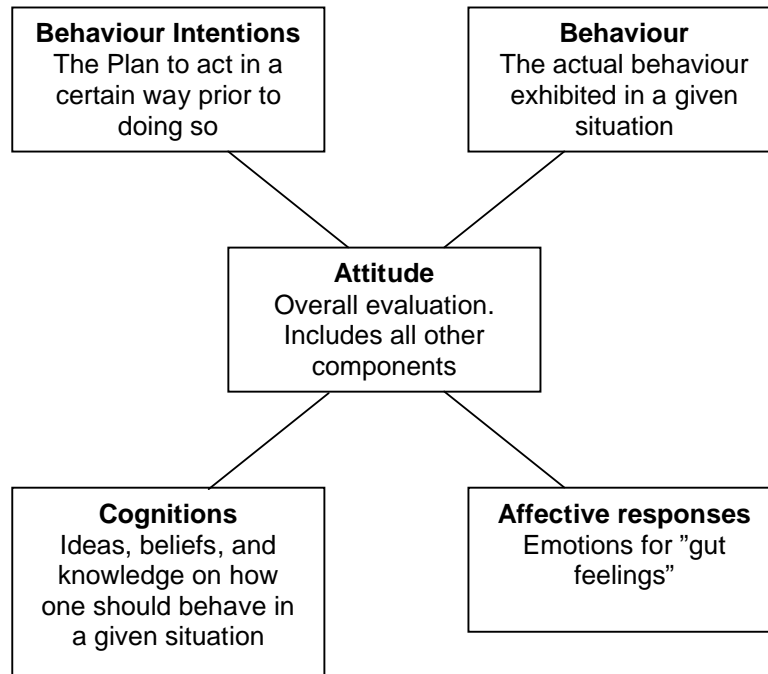 Behaviour Intentions
The Plan to act in a
certain way prior to
doing so
Behaviour
The actual behaviour
exhibited in a given
situation
Attitude
Overall evaluation.
Includes all other
components
Cognitions
Ideas, beliefs, and
knowledge on how
one should behave in
a given situation
Affective responses
Emotions for ”gut
feelings”